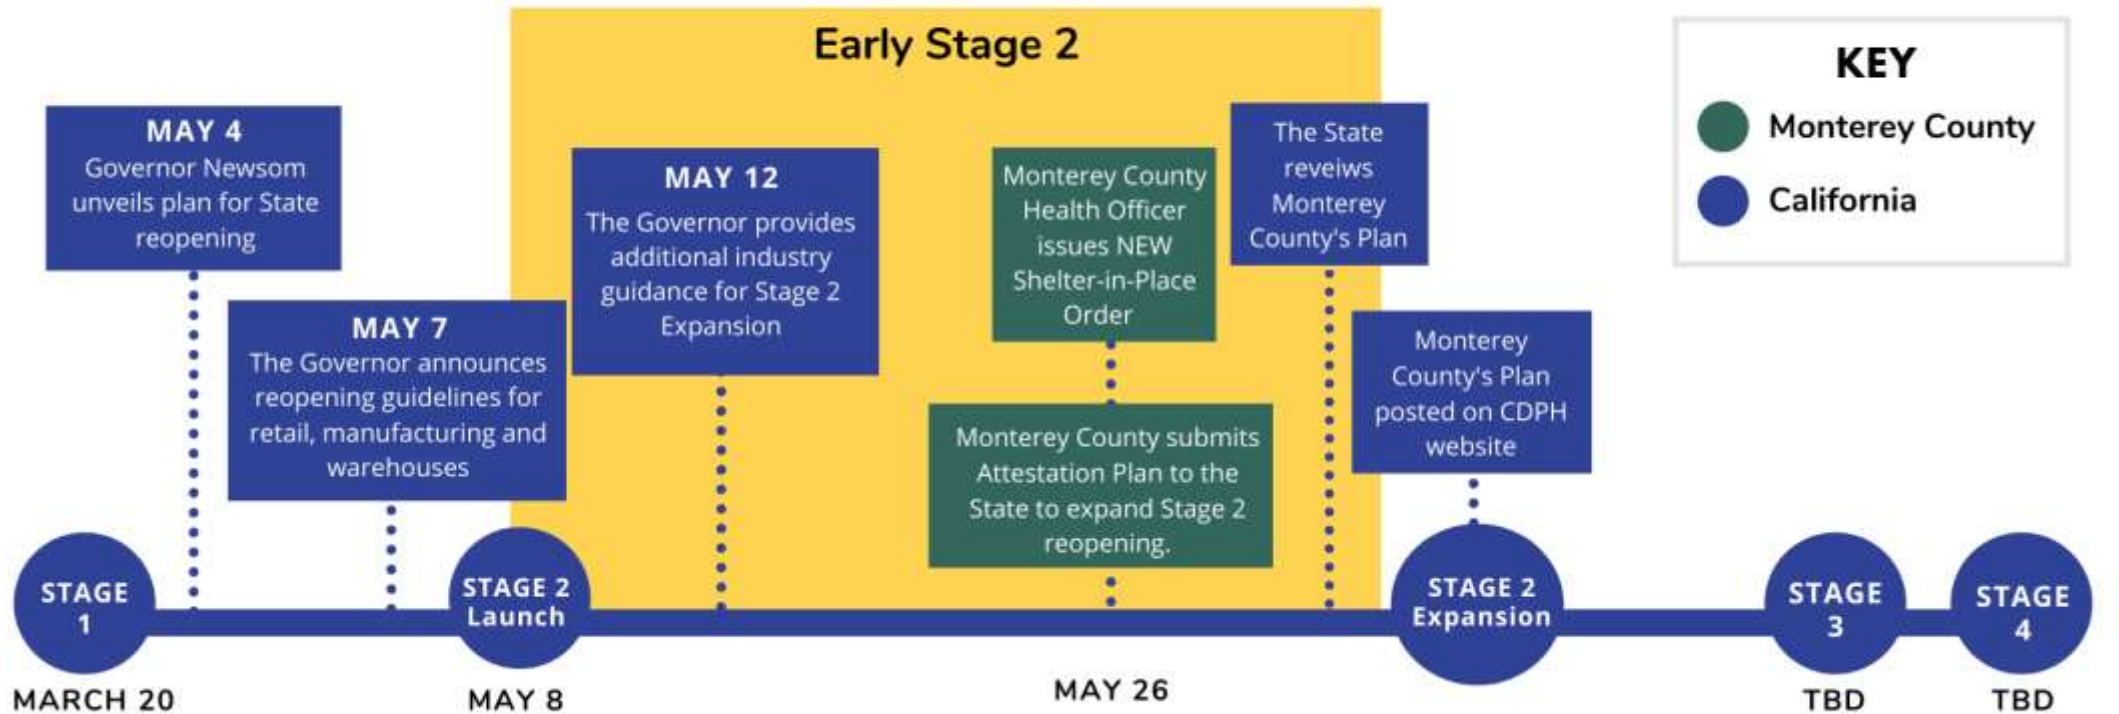 Early Stage 2
KEY
Monterey County
California
MAY 4
Governor Newsom
unveils plan for State
reopening
MAY 7
The Governor announces
reopening guidelines for
retail, manufacturing and
warehouses
MAY 12
The Governor provides
additional industry
guidance for Stage 2
Expansion
Monterey County
Health Officer
issues NEW
Shelter-in-Place
Order
Monterey County submits
Attestation Plan to the
State to expand Stage 2
reopening.
The State
reveiws
Monterey
County's Plan
Monterey
County's Plan
posted on CDPH
website
STAGE
1
STAGE 2
Launch
STAGE 2
Expansion
STAGE
3
STAGE
4
MARCH 20
MAY 8
MAY 26
TBD
TBD